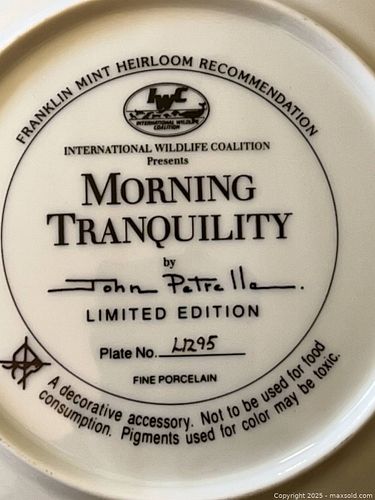 FRANKLIN MINT HEIRLOOM RECOMMENDATION
IWC
INTERNATIONAL WILDLIFE
COALITION
INTERNATIONAL WILDLIFE COALITION
Presents
MORNING
TRANQUILITY
by
John Petrella.
LIMITED EDITION
Plate No. L1295
FINE PORCELAIN
A decorative accessory. Not to be used for food
consumption. Pigments used for color may be toxic.
Copyright 2025 - maxsold.com